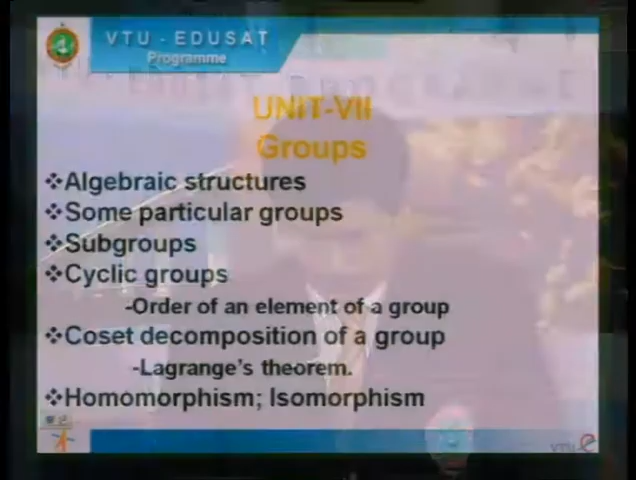 VTU - EDUSAT
Programme
UNIT-VII
Groups
❖Algebraic structures
❖Some particular groups
❖Subgroups
❖Cyclic groups
-Order of an element of a group
❖Coset decomposition of a group
-Lagrange's theorem.
❖Homomorphism; Isomorphism
VTU-e